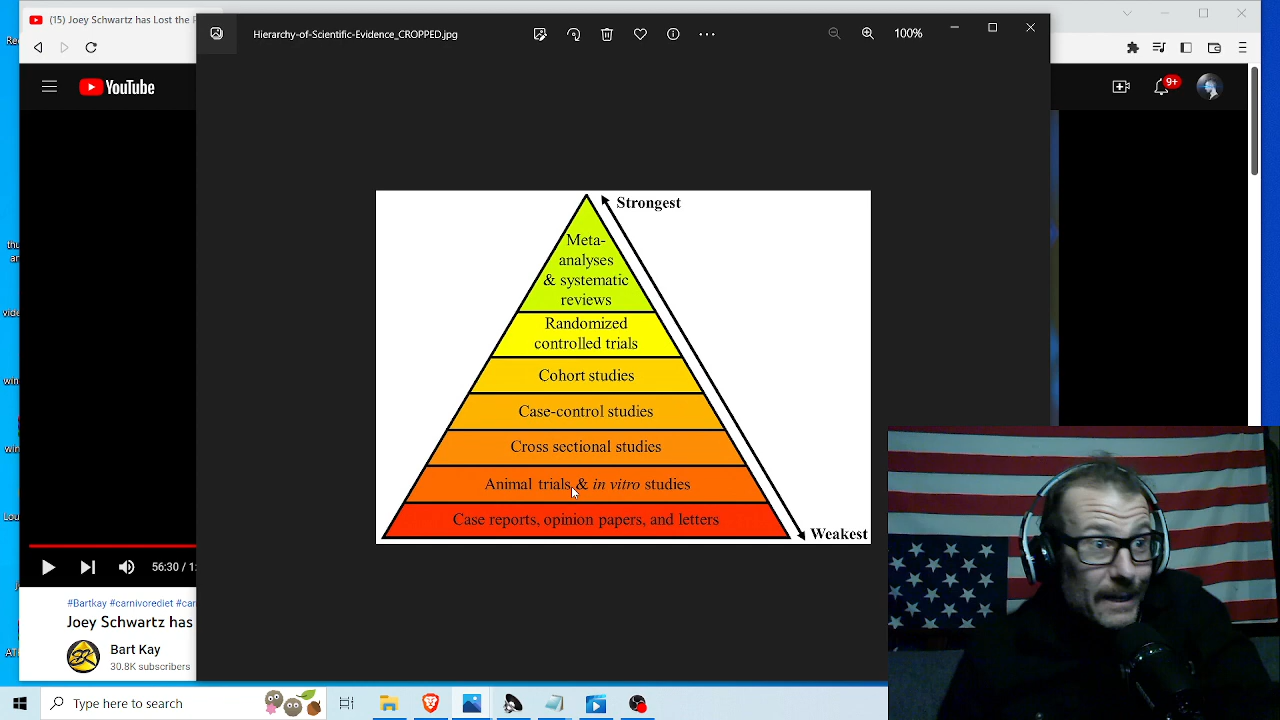 (15) Joey Schwartz has Lost the
Hierarchy-of-Scientific-Evidence_CROPPED.jpg
100%
YouTube
9+
Strongest
Meta-
analyses
& systematic
reviews
Randomized
controlled trials
Cohort studies
Case-control studies
Cross sectional studies
Animal trials & in vitro studies
Case reports, opinion papers, and letters
Weakest
56:30 / 1:
#Bartkay #carnivorediet #car
Joey Schwartz has
Bart Kay
30.8K subscribers
Type here to search